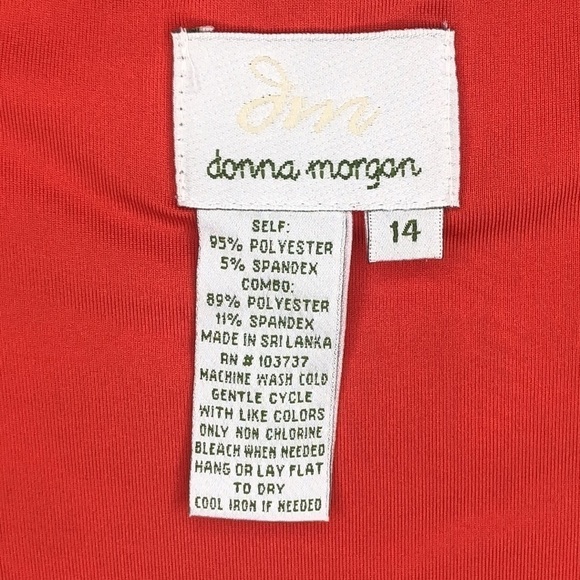 dm
donna morgan
14
SELF:
95% POLYESTER
5% SPANDEX
COMBO:
89% POLYESTER
11% SPANDEX
MADE IN SRI LANKA
RN # 103737
MACHINE WASH COLD
GENTLE CYCLE
WITH LIKE COLORS
ONLY NON CHLORINE
BLEACH WHEN NEEDED
HANG OR LAY FLAT
TO DRY
COOL IRON IF NEEDED